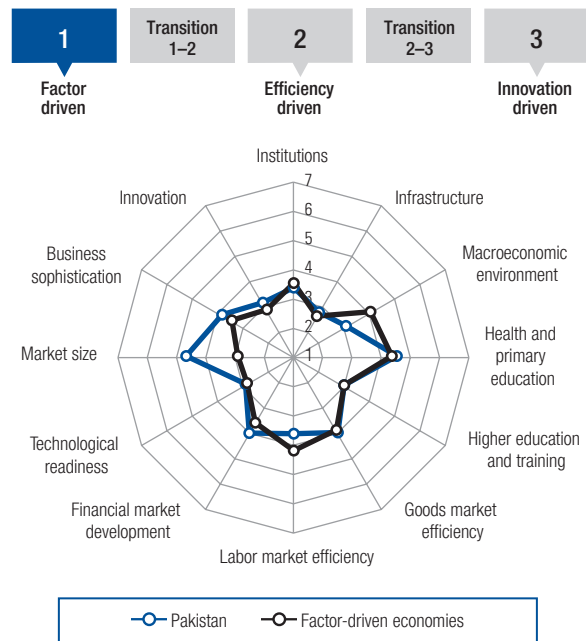 1
Transition
1–2
2
Transition
2–3
3
Factor
driven
Efficiency
driven
Innovation
driven
Institutions
7
Innovation
Infrastructure
6
5
Business
sophistication
Macroeconomic
environment
4
3
2
Market size
1
Health and
primary
education
Technological
readiness
Higher education
and training
Financial market
development
Goods market
efficiency
Labor market efficiency
Pakistan
Factor-driven economies